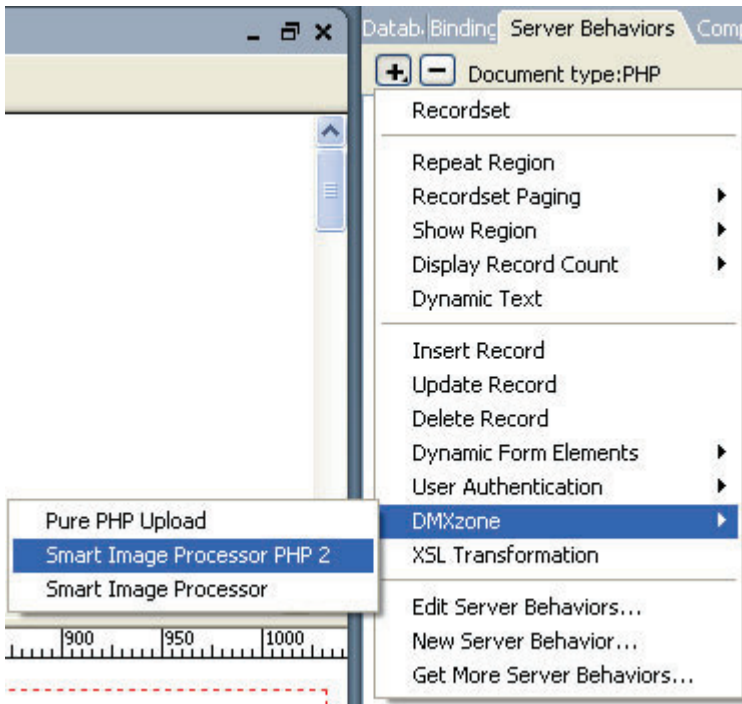 Databa Binding Server Behaviors Comp
Document type:PHP
Recordset
Repeat Region
Recordset Paging
Show Region
Display Record Count
Dynamic Text
Insert Record
Update Record
Delete Record
Dynamic Form Elements
User Authentication
DMXzone
XSL Transformation
Edit Server Behaviors...
New Server Behavior...
Get More Server Behaviors...
Pure PHP Upload
Smart Image Processor PHP 2
Smart Image Processor
900 950 1000